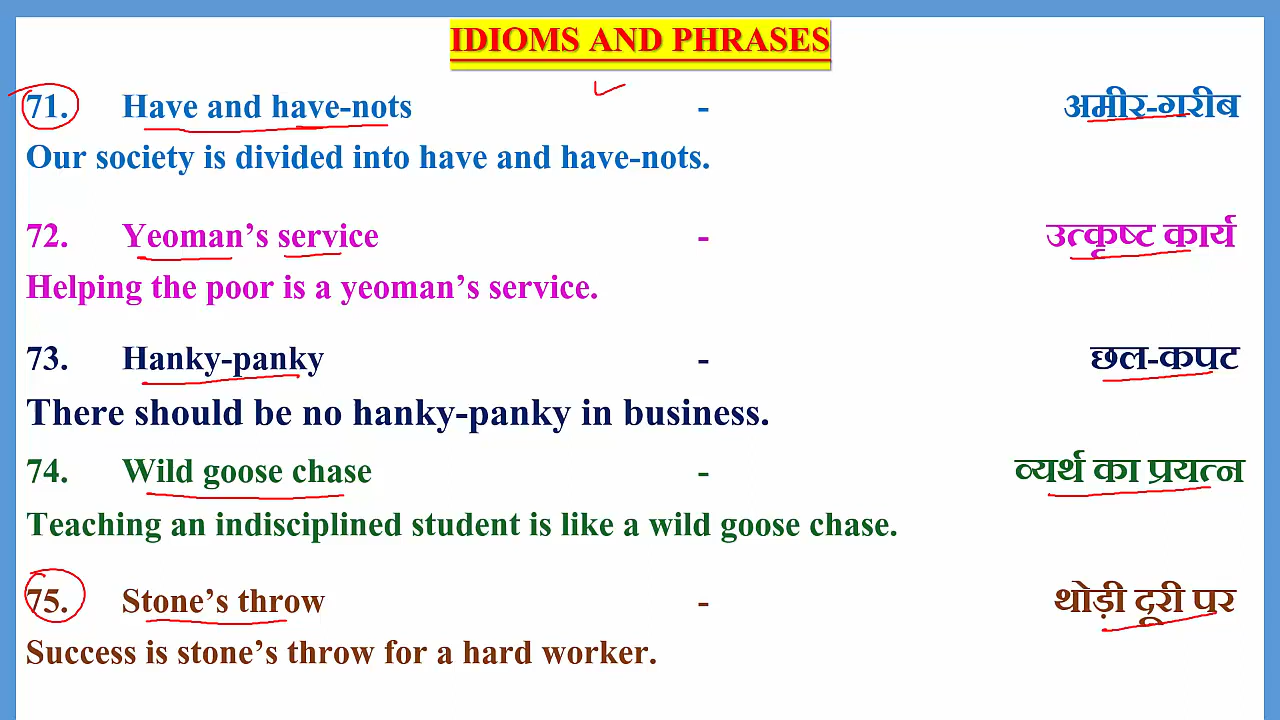 IDIOMS AND PHRASES
71. Have and have-nots - अमीर-गरीब
Our society is divided into have and have-nots.
72. Yeoman's service - उत्कृष्ट कार्य
Helping the poor is a yeoman's service.
73. Hanky-panky - छल-कपट
There should be no hanky-panky in business.
74. Wild goose chase - व्यर्थ का प्रयत्न
Teaching an indisciplined student is like a wild goose chase.
75. Stone's throw - थोड़ी दूरी पर
Success is stone's throw for a hard worker.